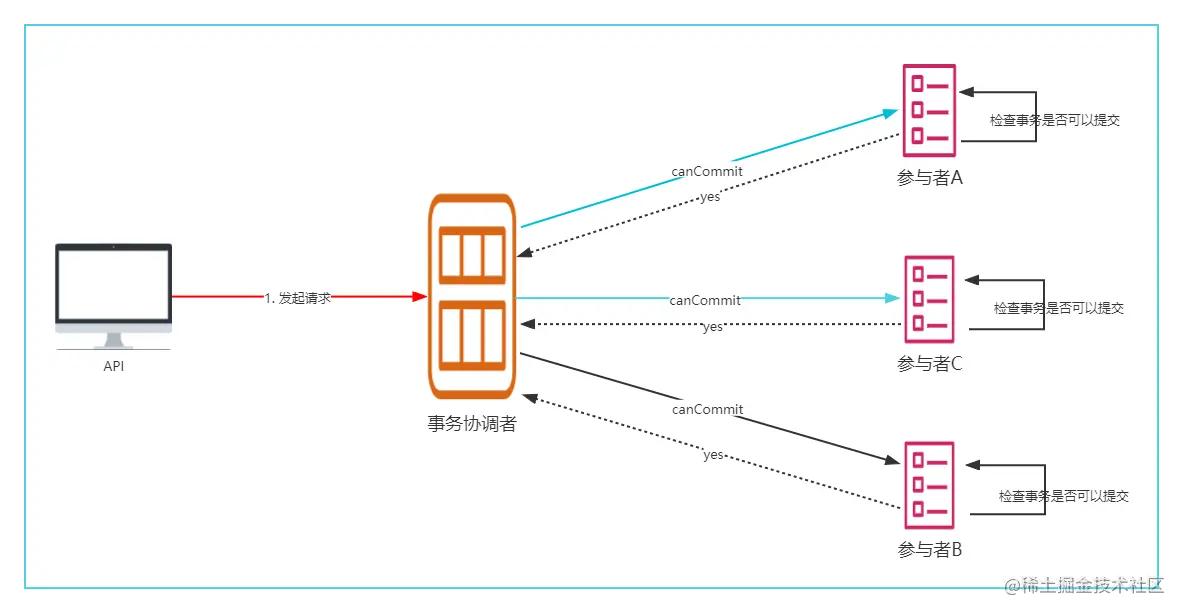 canCommit
yes
检查事务是否可以提交
参与者A
1. 发起请求
API
事务协调者
canCommit
yes
检查事务是否可以提交
参与者C
canCommit
yes
检查事务是否可以提交
参与者B
@稀土掘金技术社区